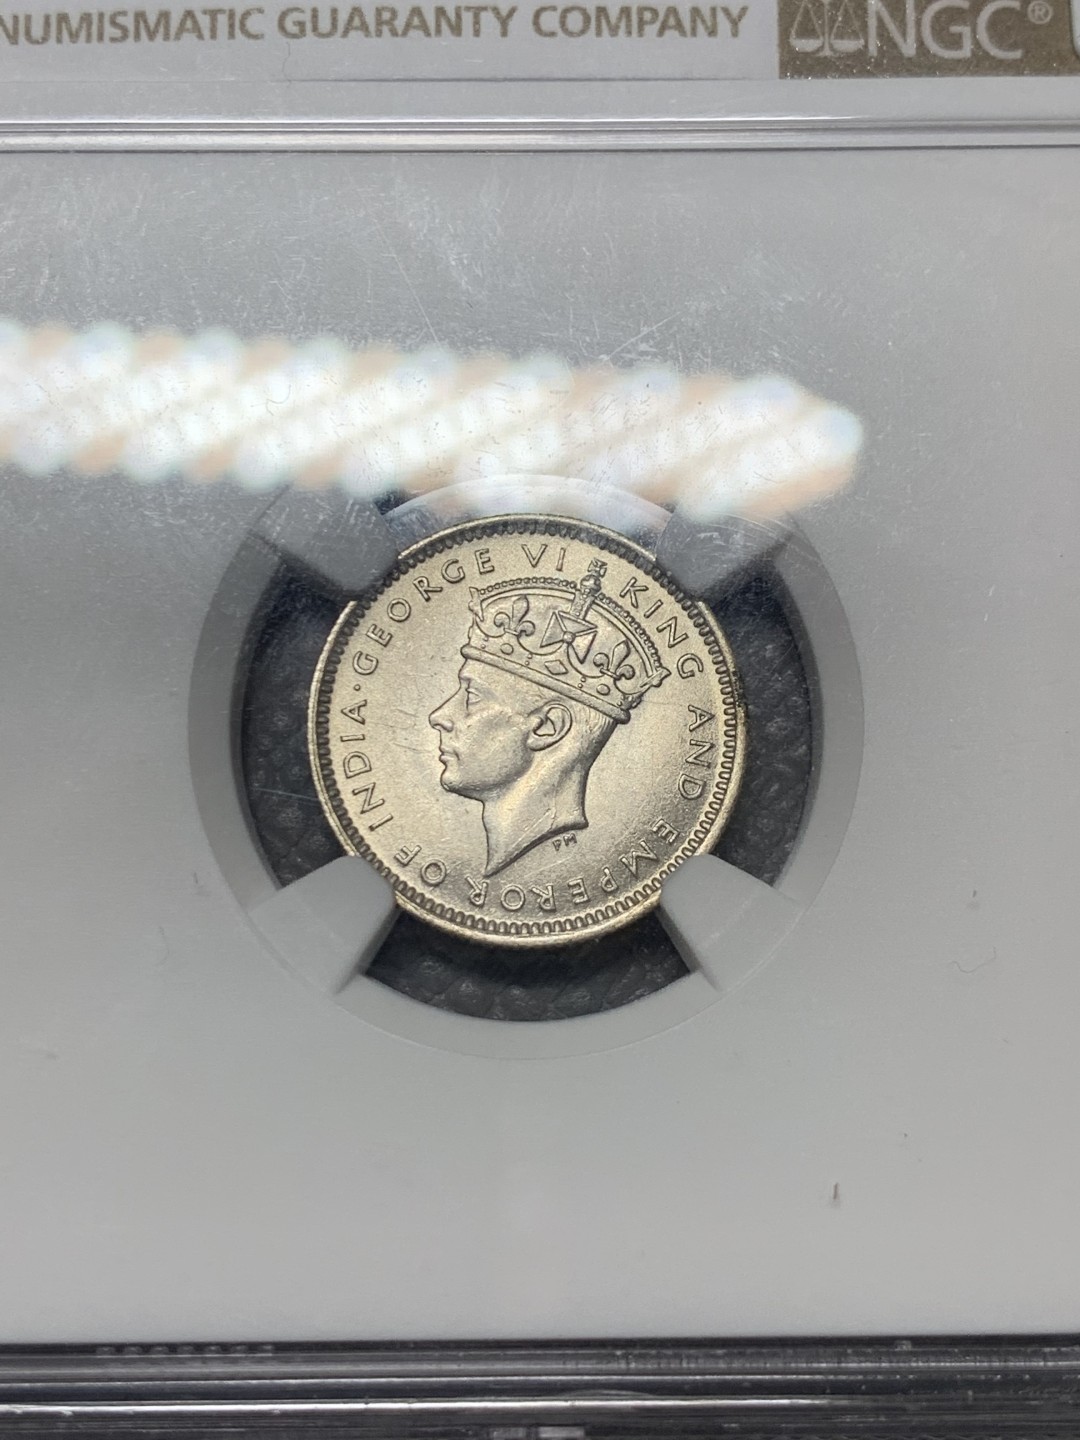 NUMISMATIC GUARANTY COMPANY
NGC®
GEORGE VI KING AND EMPEROR OF INDIA·
PM